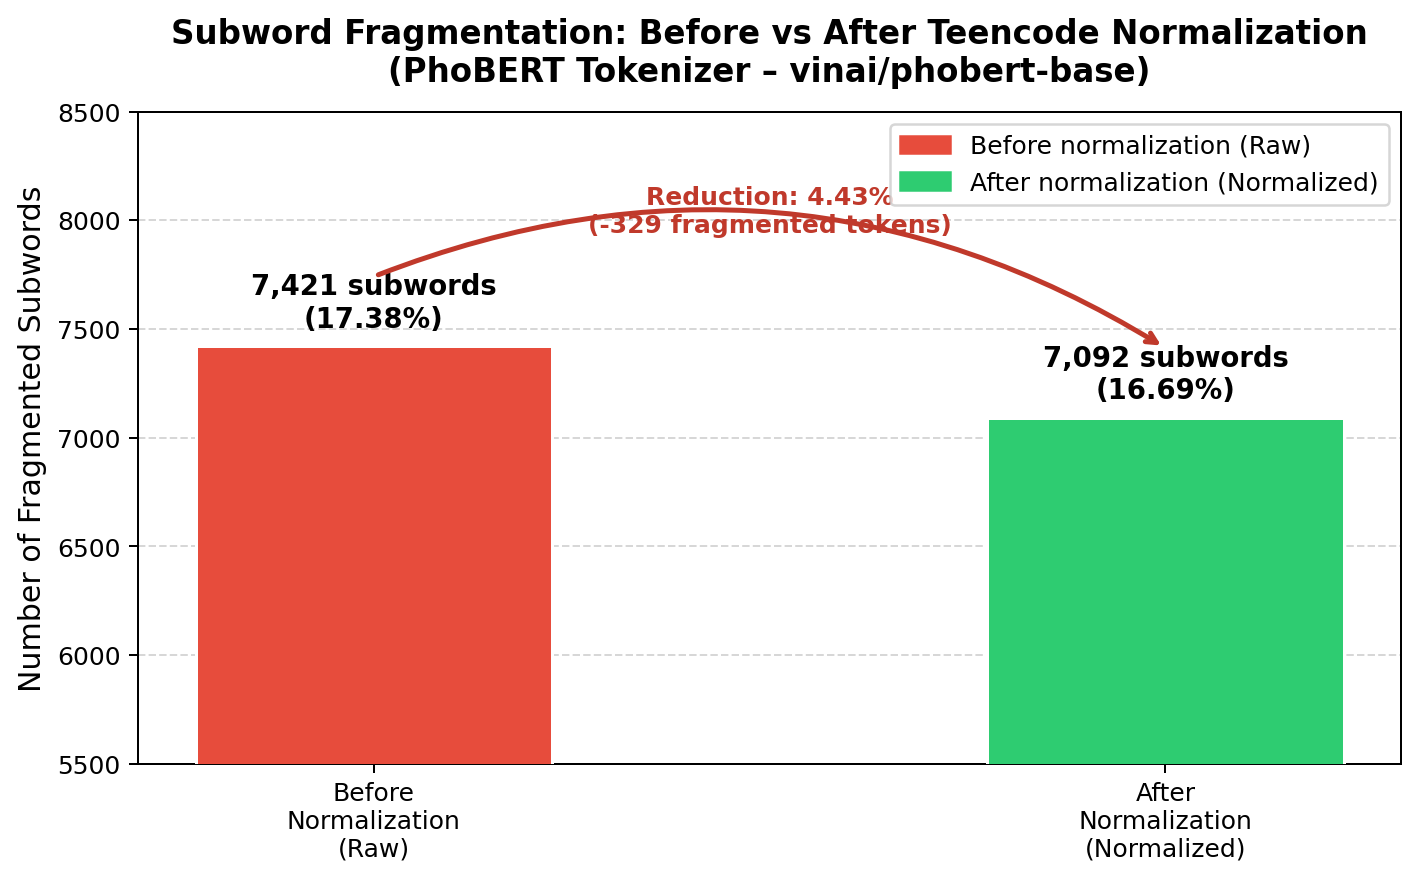 Subword Fragmentation: Before vs After Teencode Normalization
(PhoBERT Tokenizer – vinai/phobert-base)
Number of Fragmented Subwords
8500
8000
7500
7000
6500
6000
5500
Before normalization (Raw)
After normalization (Normalized)
Reduction: 4.43%
(-329 fragmented tokens)
7,421 subwords
(17.38%)
7,092 subwords
(16.69%)
Before
Normalization
(Raw)
After
Normalization
(Normalized)